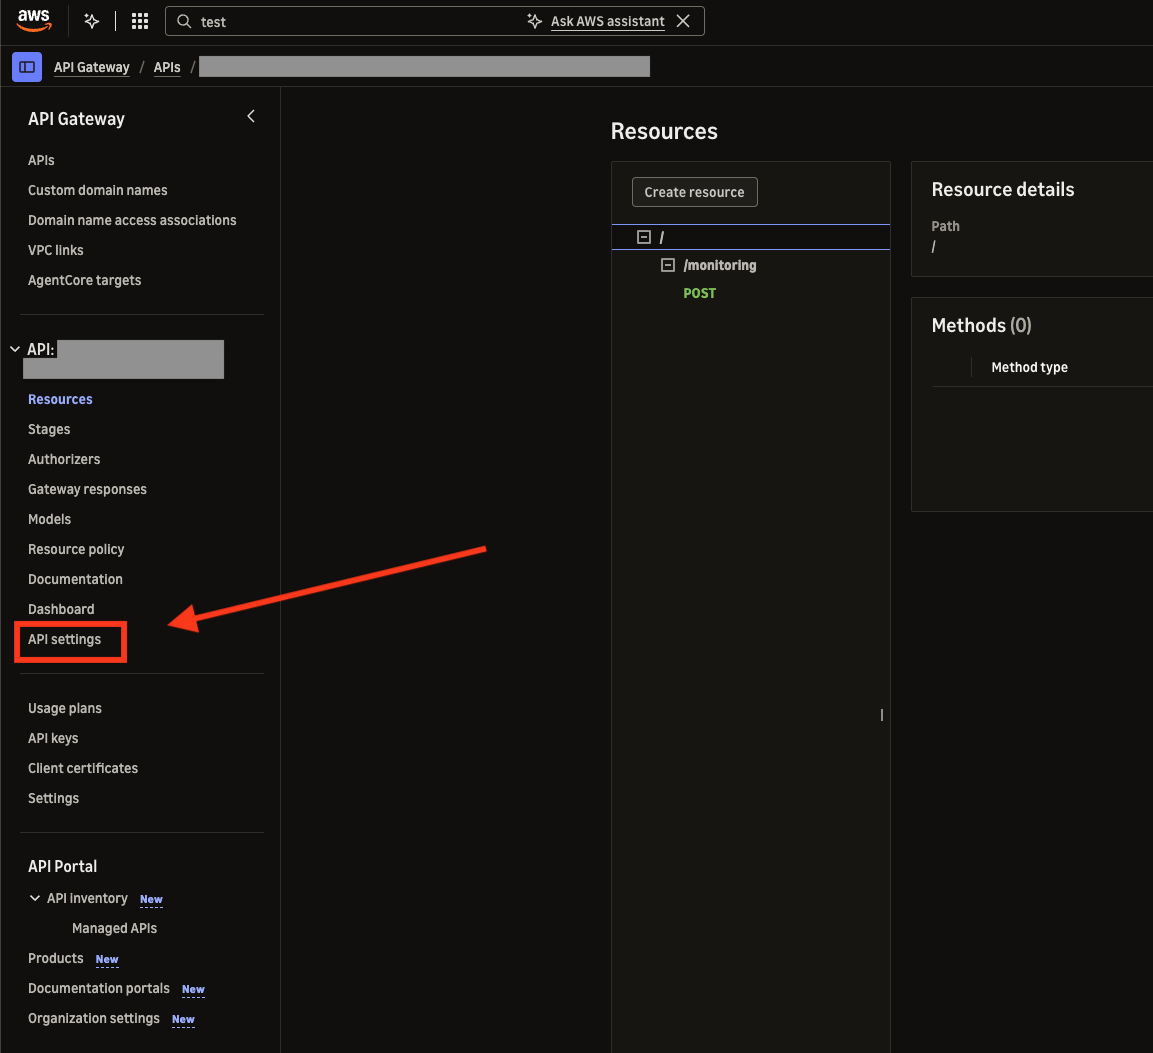 aws
test
Ask AWS assistant
API Gateway / APIs /
API Gateway
APIs
Custom domain names
Domain name access associations
VPC links
AgentCore targets
API:
Resources
Stages
Authorizers
Gateway responses
Models
Resource policy
Documentation
Dashboard
API settings
Usage plans
API keys
Client certificates
Settings
API Portal
API inventory New
Managed APIs
Products New
Documentation portals New
Organization settings New
Resources
Create resource
/
/monitoring
POST
Resource details
Path
/
Methods (0)
Method type